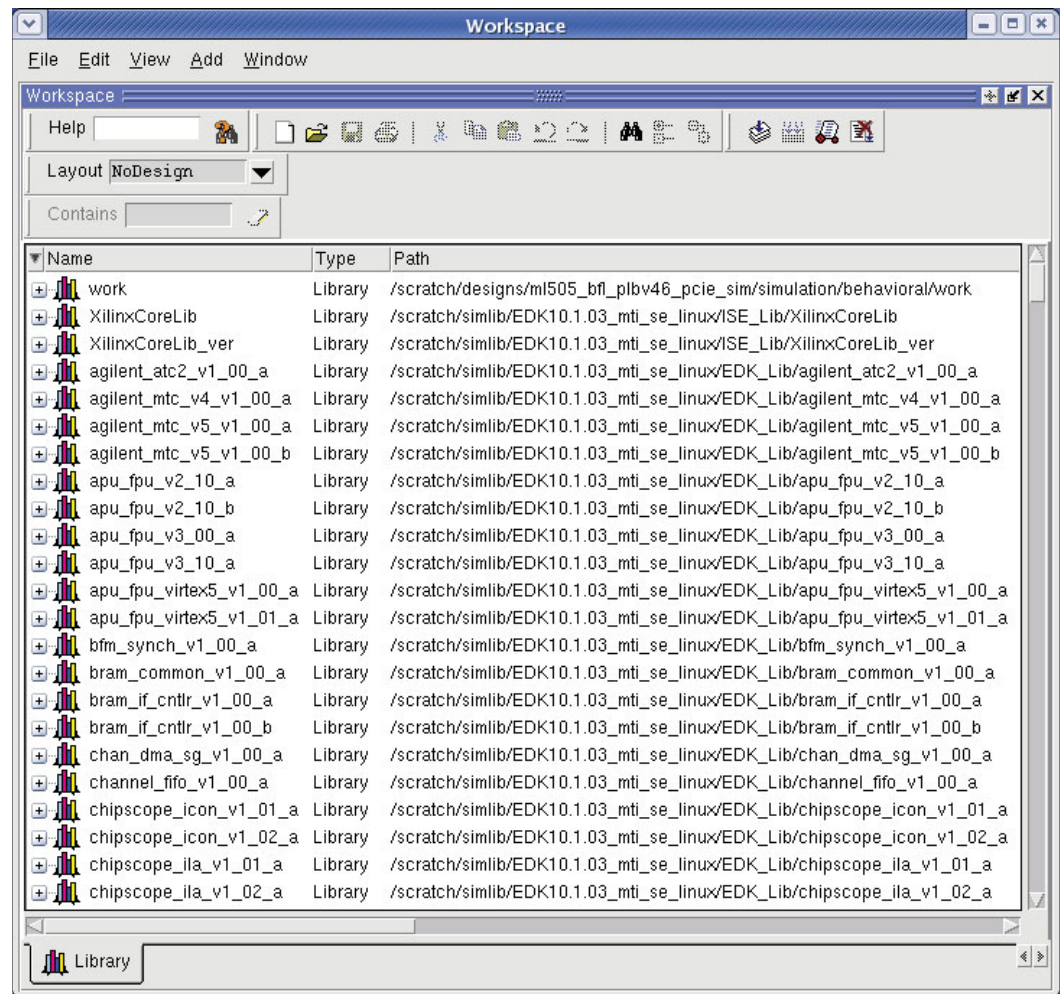 Workspace
File Edit View Add Window
Workspace
Help
Layout NoDesign
Contains
Name Type Path
work Library /scratch/designs/ml505_bfl_plbv46_pcie_sim/simulation/behavioral/work
XilinxCoreLib Library /scratch/simlib/EDK10.1.03_mti_se_linux/ISE_Lib/XilinxCoreLib
XilinxCoreLib_ver Library /scratch/simlib/EDK10.1.03_mti_se_linux/ISE_Lib/XilinxCoreLib_ver
agilent_atc2_v1_00_a Library /scratch/simlib/EDK10.1.03_mti_se_linux/EDK_Lib/agilent_atc2_v1_00_a
agilent_mtc_v4_v1_00_a Library /scratch/simlib/EDK10.1.03_mti_se_linux/EDK_Lib/agilent_mtc_v4_v1_00_a
agilent_mtc_v5_v1_00_a Library /scratch/simlib/EDK10.1.03_mti_se_linux/EDK_Lib/agilent_mtc_v5_v1_00_a
agilent_mtc_v5_v1_00_b Library /scratch/simlib/EDK10.1.03_mti_se_linux/EDK_Lib/agilent_mtc_v5_v1_00_b
apu_fpu_v2_10_a Library /scratch/simlib/EDK10.1.03_mti_se_linux/EDK_Lib/apu_fpu_v2_10_a
apu_fpu_v2_10_b Library /scratch/simlib/EDK10.1.03_mti_se_linux/EDK_Lib/apu_fpu_v2_10_b
apu_fpu_v3_00_a Library /scratch/simlib/EDK10.1.03_mti_se_linux/EDK_Lib/apu_fpu_v3_00_a
apu_fpu_v3_10_a Library /scratch/simlib/EDK10.1.03_mti_se_linux/EDK_Lib/apu_fpu_v3_10_a
apu_fpu_virtex5_v1_00_a Library /scratch/simlib/EDK10.1.03_mti_se_linux/EDK_Lib/apu_fpu_virtex5_v1_00_a
apu_fpu_virtex5_v1_01_a Library /scratch/simlib/EDK10.1.03_mti_se_linux/EDK_Lib/apu_fpu_virtex5_v1_01_a
bfm_synch_v1_00_a Library /scratch/simlib/EDK10.1.03_mti_se_linux/EDK_Lib/bfm_synch_v1_00_a
bram_common_v1_00_a Library /scratch/simlib/EDK10.1.03_mti_se_linux/EDK_Lib/bram_common_v1_00_a
bram_if_cntlr_v1_00_a Library /scratch/simlib/EDK10.1.03_mti_se_linux/EDK_Lib/bram_if_cntlr_v1_00_a
bram_if_cntlr_v1_00_b Library /scratch/simlib/EDK10.1.03_mti_se_linux/EDK_Lib/bram_if_cntlr_v1_00_b
chan_dma_sg_v1_00_a Library /scratch/simlib/EDK10.1.03_mti_se_linux/EDK_Lib/chan_dma_sg_v1_00_a
channel_fifo_v1_00_a Library /scratch/simlib/EDK10.1.03_mti_se_linux/EDK_Lib/channel_fifo_v1_00_a
chipscope_icon_v1_01_a Library /scratch/simlib/EDK10.1.03_mti_se_linux/EDK_Lib/chipscope_icon_v1_01_a
chipscope_icon_v1_02_a Library /scratch/simlib/EDK10.1.03_mti_se_linux/EDK_Lib/chipscope_icon_v1_02_a
chipscope_ila_v1_01_a Library /scratch/simlib/EDK10.1.03_mti_se_linux/EDK_Lib/chipscope_ila_v1_01_a
chipscope_ila_v1_02_a Library /scratch/simlib/EDK10.1.03_mti_se_linux/EDK_Lib/chipscope_ila_v1_02_a
Library